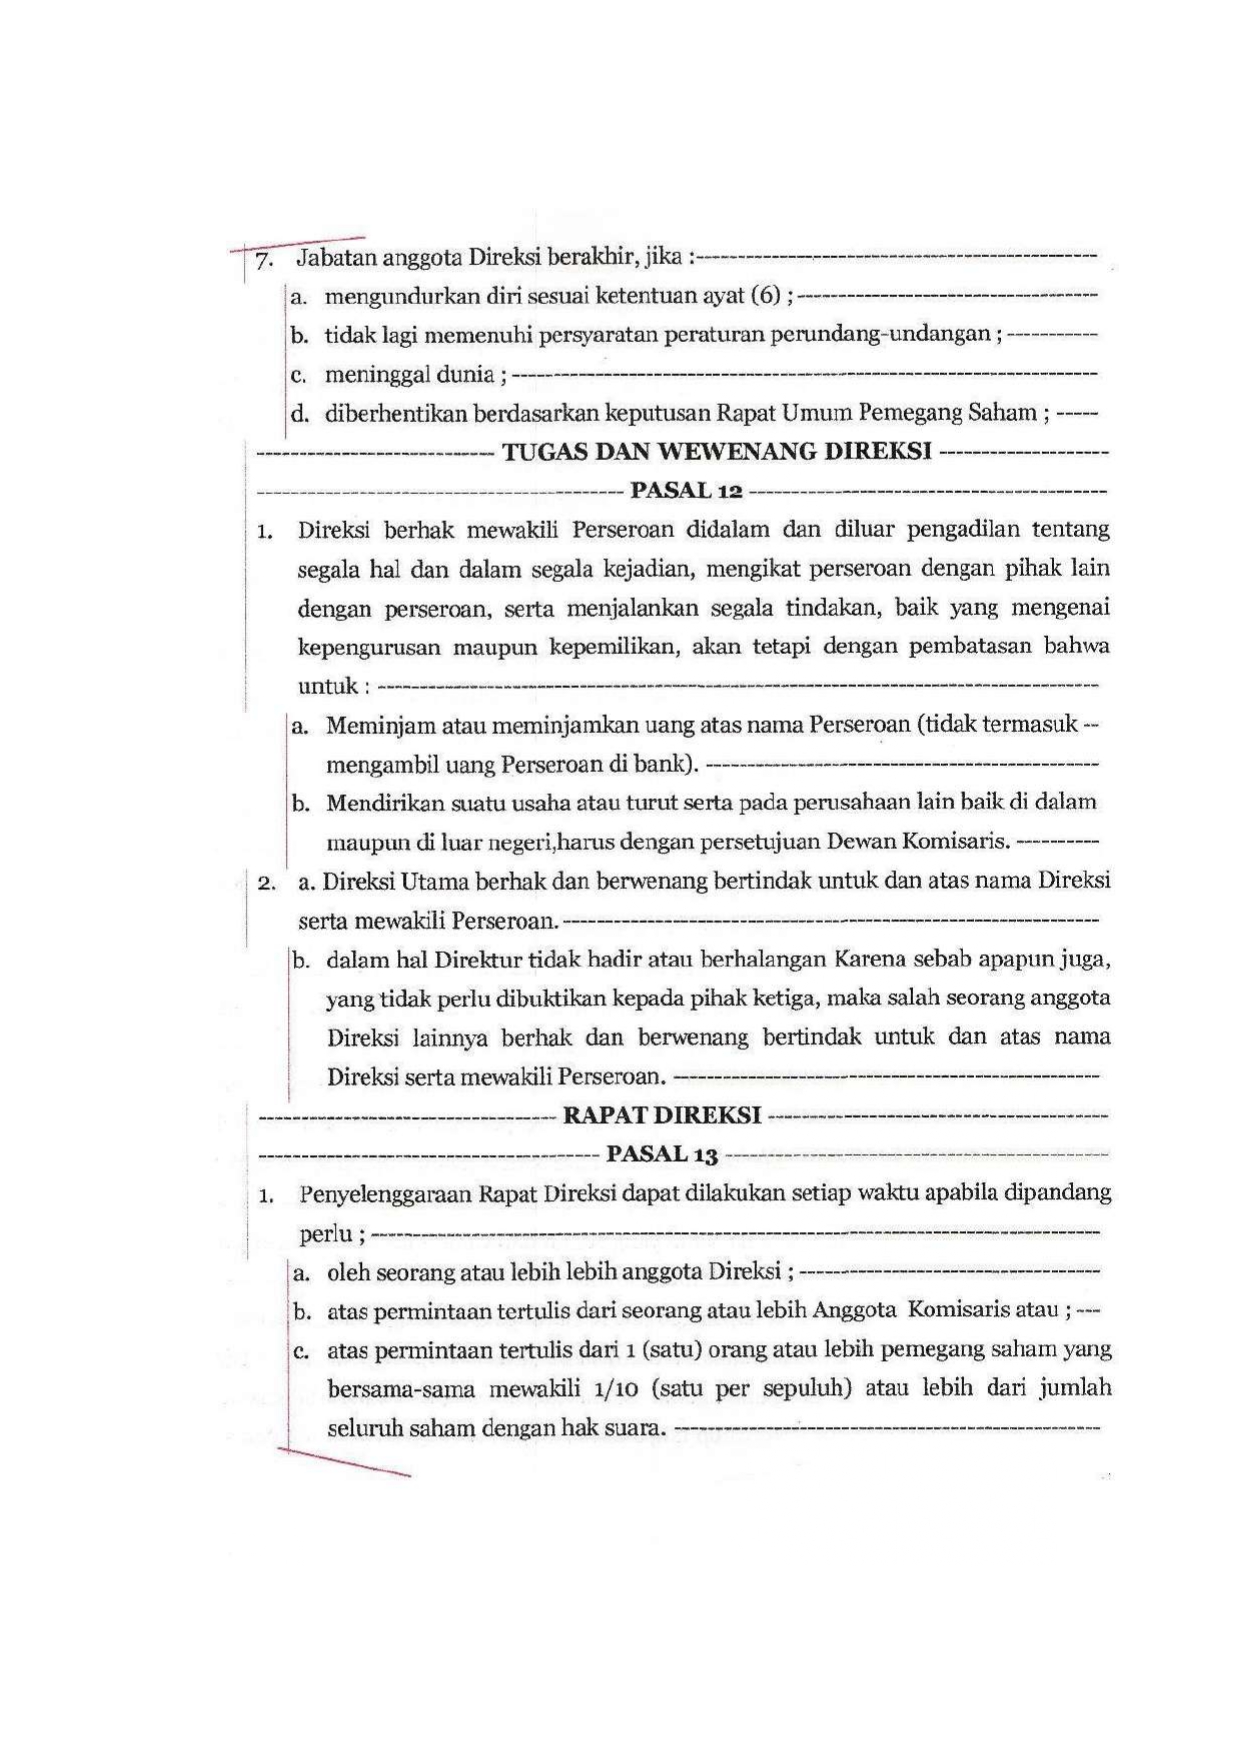 7. Jabatan anggota Direksi berakhir, jika :------------------------------------------------
a. mengundurkan diri sesuai ketentuan ayat (6) ;------------------------------------
b. tidak lagi memenuhi persyaratan peraturan perundang-undangan ; -----------
c. meninggal dunia ; ----------------------------------------------------------------------
d. diberhentikan berdasarkan keputusan Rapat Umum Pemegang Saham ; -----
---------------------------- TUGAS DAN WEWENANG DIREKSI --------------------
-------------------------------------------- PASAL 12 -------------------------------------------
1. Direksi berhak mewakili Perseroan didalam dan diluar pengadilan tentang
segala hal dan dalam segala kejadian, mengikat perseroan dengan pihak lain
dengan perseroan, serta menjalankan segala tindakan, baik yang mengenai
kepengurusan maupun kepemilikan, akan tetapi dengan pembatasan bahwa
untuk : --------------------------------------------------------------------------------------
a. Meminjam atau meminjamkan uang atas nama Perseroan (tidak termasuk --
mengambil uang Perseroan di bank). -----------------------------------------------
b. Mendirikan suatu usaha atau turut serta pada perusahaan lain baik di dalam
maupun di luar negeri,harus dengan persetujuan Dewan Komisaris. ----------
2. a. Direksi Utama berhak dan berwenang bertindak untuk dan atas nama Direksi
serta mewakili Perseroan. ----------------------------------------------------------------
b. dalam hal Direktur tidak hadir atau berhalangan Karena sebab apapun juga,
yang tidak perlu dibuktikan kepada pihak ketiga, maka salah seorang anggota
Direksi lainnya berhak dan berwenang bertindak untuk dan atas nama
Direksi serta mewakili Perseroan. ---------------------------------------------------
----------------------------------- RAPAT DIREKSI -----------------------------------------
----------------------------------------- PASAL 13 ----------------------------------------------
1. Penyelenggaraan Rapat Direksi dapat dilakukan setiap waktu apabila dipandang
perlu ; ---------------------------------------------------------------------------------------
a. oleh seorang atau lebih lebih anggota Direksi ; ------------------------------------
b. atas permintaan tertulis dari seorang atau lebih Anggota Komisaris atau ; ---
c. atas permintaan tertulis dari 1 (satu) orang atau lebih pemegang saham yang
bersama-sama mewakili 1/10 (satu per sepuluh) atau lebih dari jumlah
seluruh saham dengan hak suara. ---------------------------------------------------